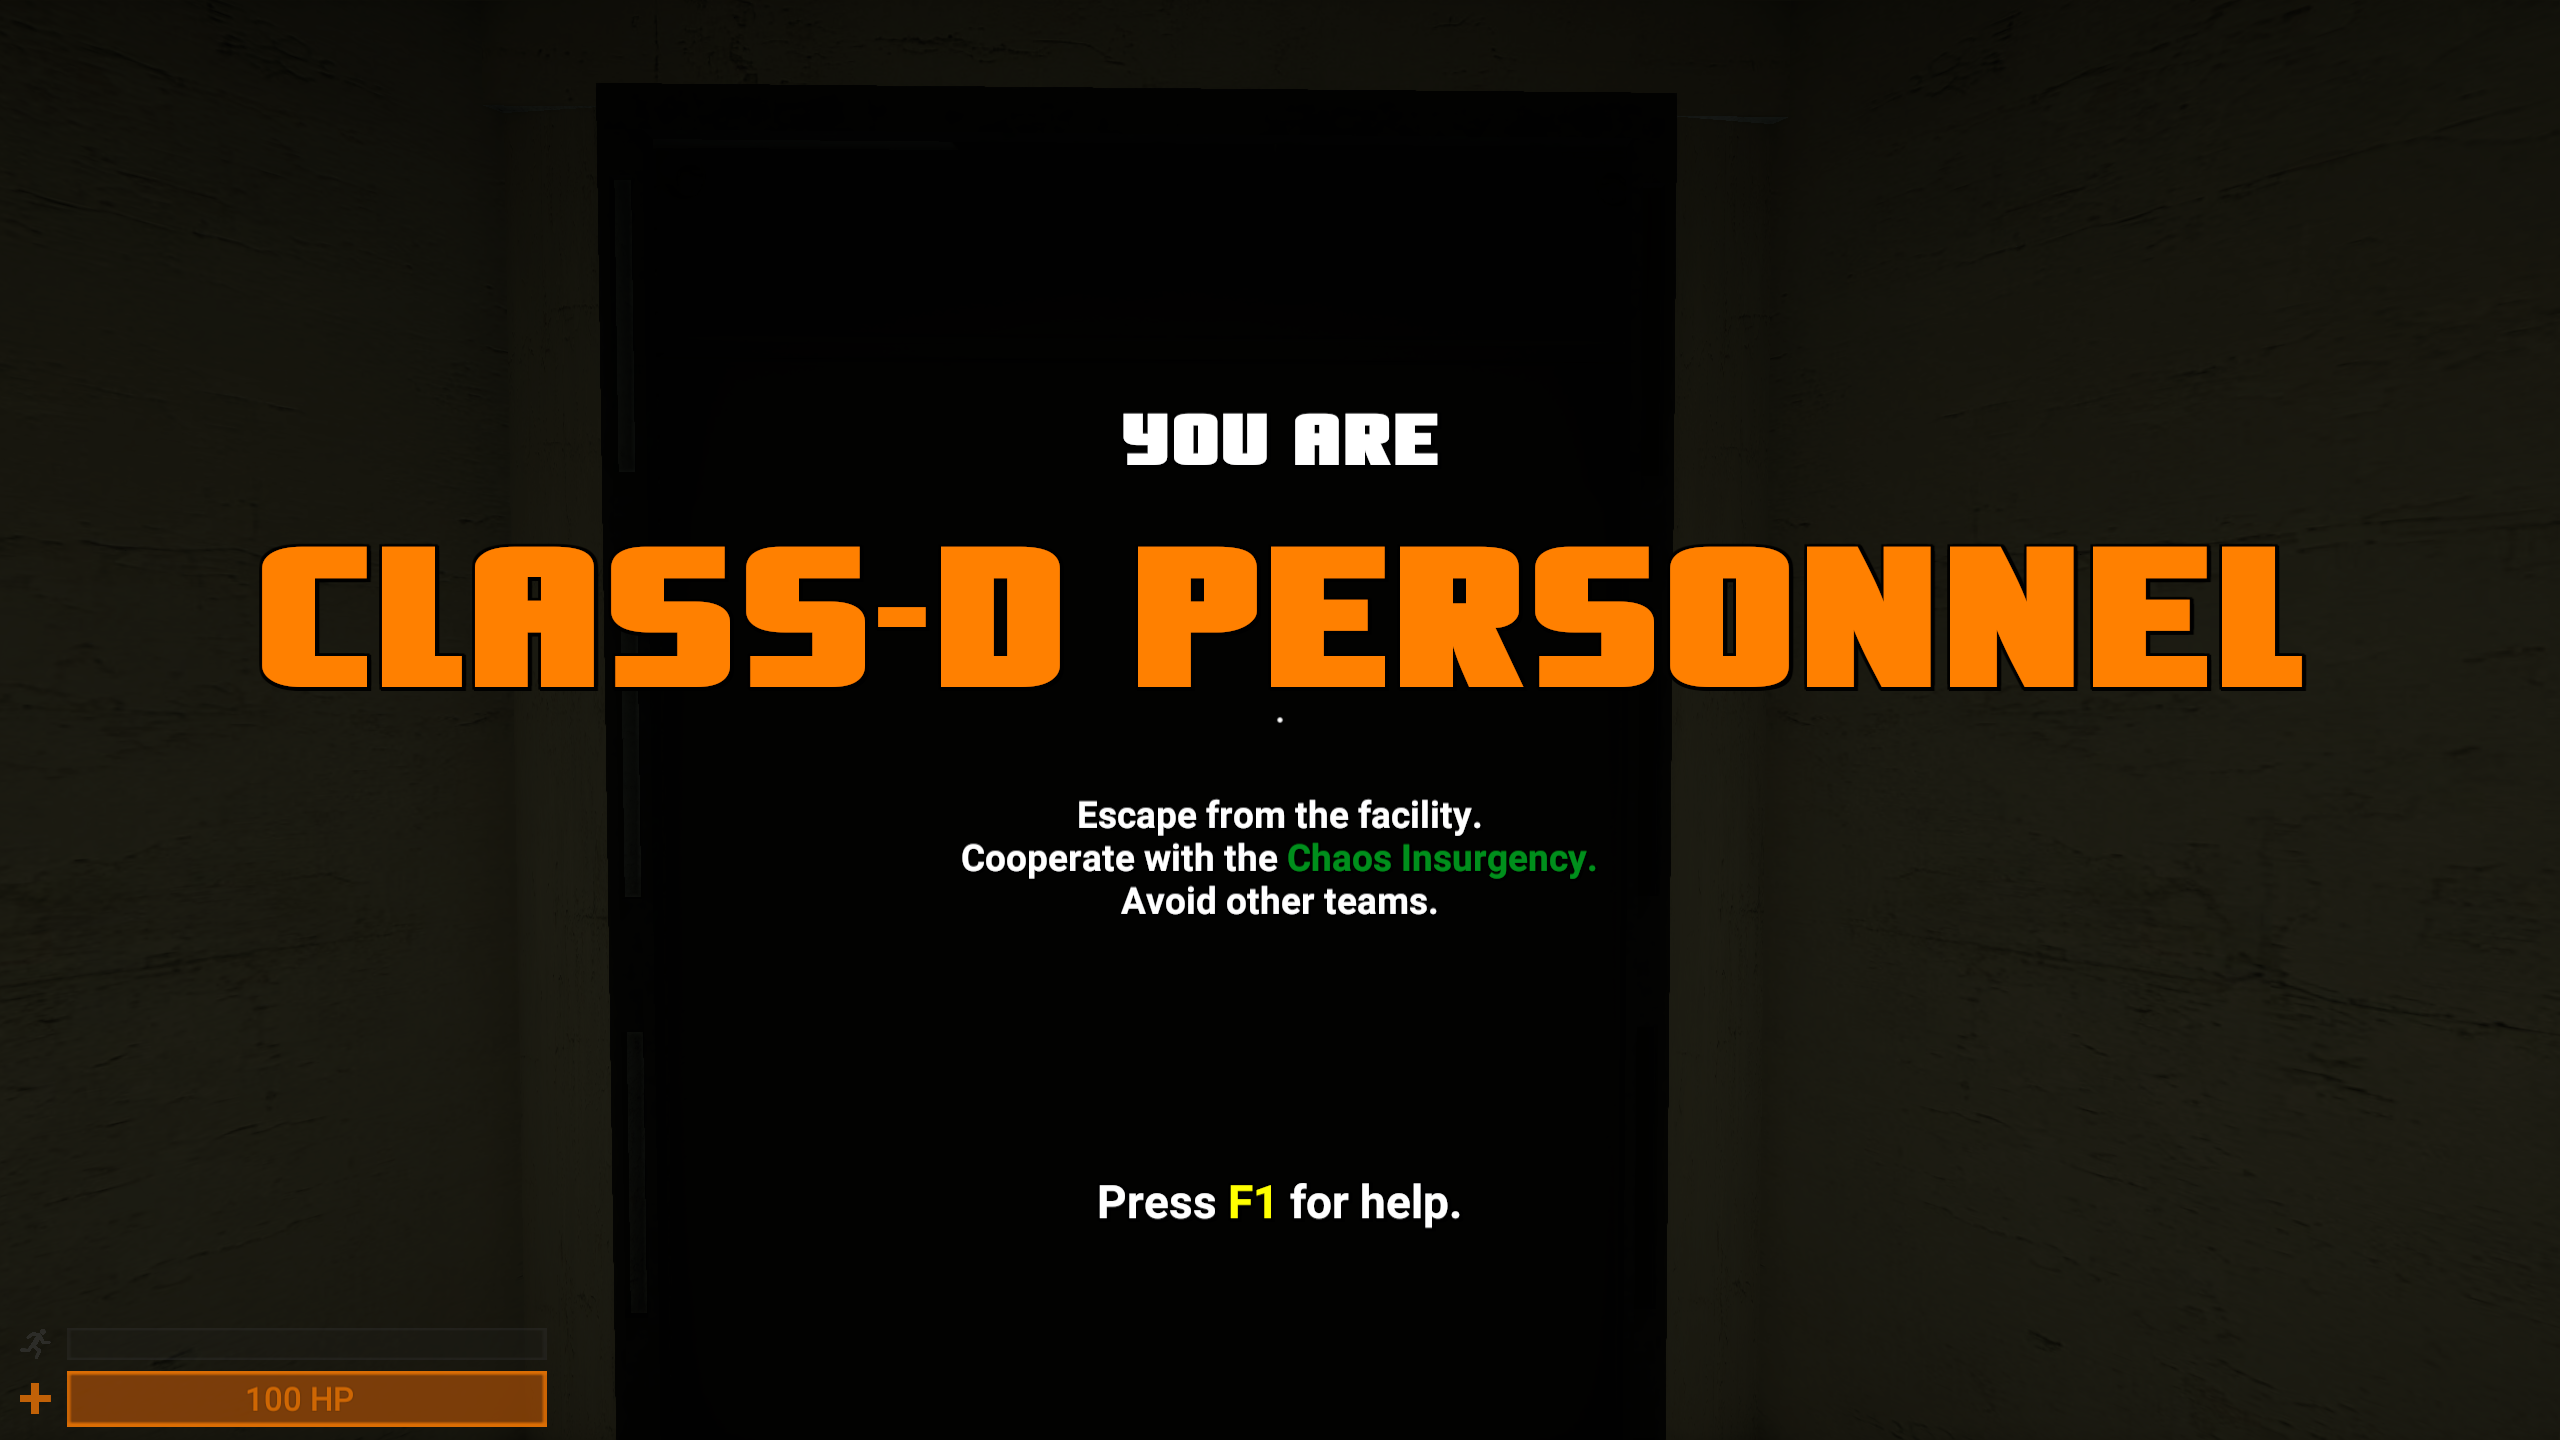 YOU ARE
CLASS-D PERSONNEL
Escape from the facility.
Cooperate with the Chaos Insurgency.
Avoid other teams.
Press F1 for help.
100 HP